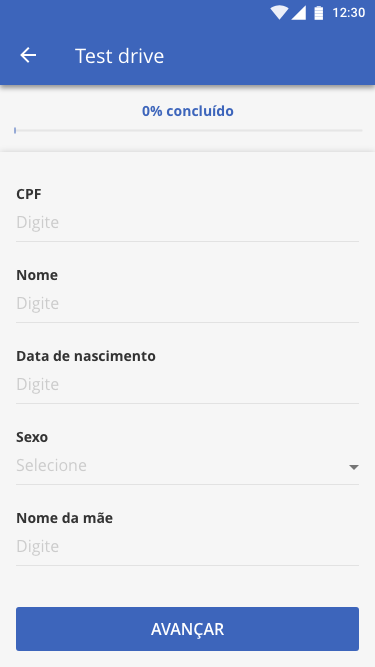 12:30
Test drive
0% concluído
CPF
Digite
Nome
Digite
Data de nascimento
Digite
Sexo
Selecione
Nome da mãe
Digite
AVANÇAR